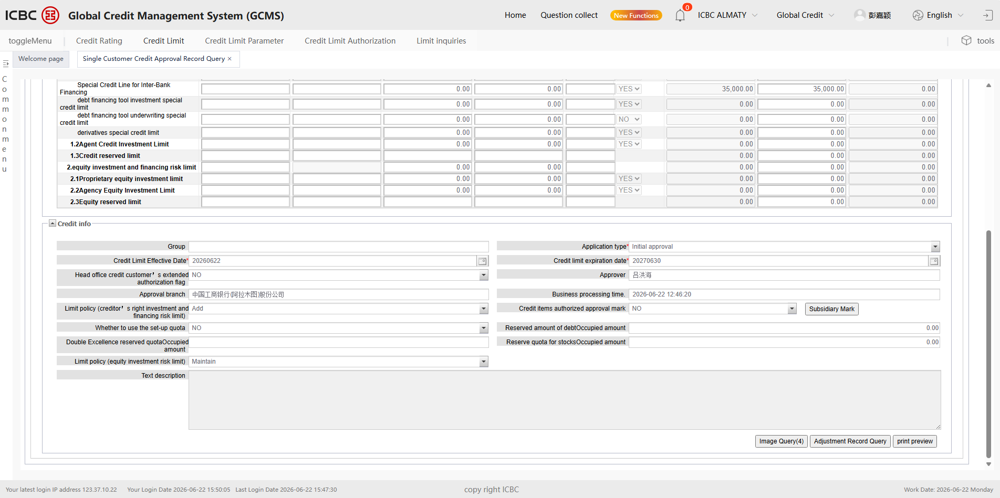 ICBC Global Credit Management System (GCMS) Home Question collect New Functions 0 ICBC ALMATY Global Credit 彭嘉颖 English
toggleMenu Credit Rating Credit Limit Credit Limit Parameter Credit Limit Authorization Limit inquiries tools
Welcome page Single Customer Credit Approval Record Query ×
Common menu
Special Credit Line for Inter-Bank Financing 0.00 0.00 YES 35,000.00 35,000.00 0.00
debt financing tool investment special credit limit 0.00 0.00 YES 0.00 0.00 0.00
debt financing tool underwriting special credit limit 0.00 0.00 NO 0.00 0.00 0.00
derivatives special credit limit 0.00 0.00 YES 0.00 0.00 0.00
1.2Agent Credit Investment Limit 0.00 0.00 YES 0.00 0.00 0.00
1.3Credit reserved limit 0.00 0.00 0.00
2.equity investment and financing risk limit 0.00 0.00 0.00 0.00 0.00
2.1Proprietary equity investment limit 0.00 0.00 YES 0.00 0.00 0.00
2.2Agency Equity Investment Limit 0.00 0.00 YES 0.00 0.00 0.00
2.3Equity reserved limit 0.00 0.00 0.00
Credit info
Group Application type* Initial approval
Credit Limit Effective Date* 20260622 Credit limit expiration date* 20270630
Head office credit customer's extended authorization flag NO Approver 吕洪海
Approval branch 中国工商银行(阿拉木图)股份公司 Business processing time. 2026-06-22 12:46:20
Limit policy (creditor's right investment and financing risk limit) Add Credit items authorized approval mark NO Subsidiary Mark
Whether to use the set-up quota NO Reserved amount of debtOccupied amount 0.00
Double Excellence reserved quotaOccupied amount Reserve quota for stocksOccupied amount 0.00
Limit policy (equity investment risk limit) Maintain
Text description
Image Query(4) Adjustment Record Query print preview
Your latest login IP address 123.37.10.22 Your Login Date 2026-06-22 15:50:05 Last Login Date 2026-06-22 15:47:30 copy right ICBC Work Date: 2026-06-22 Monday